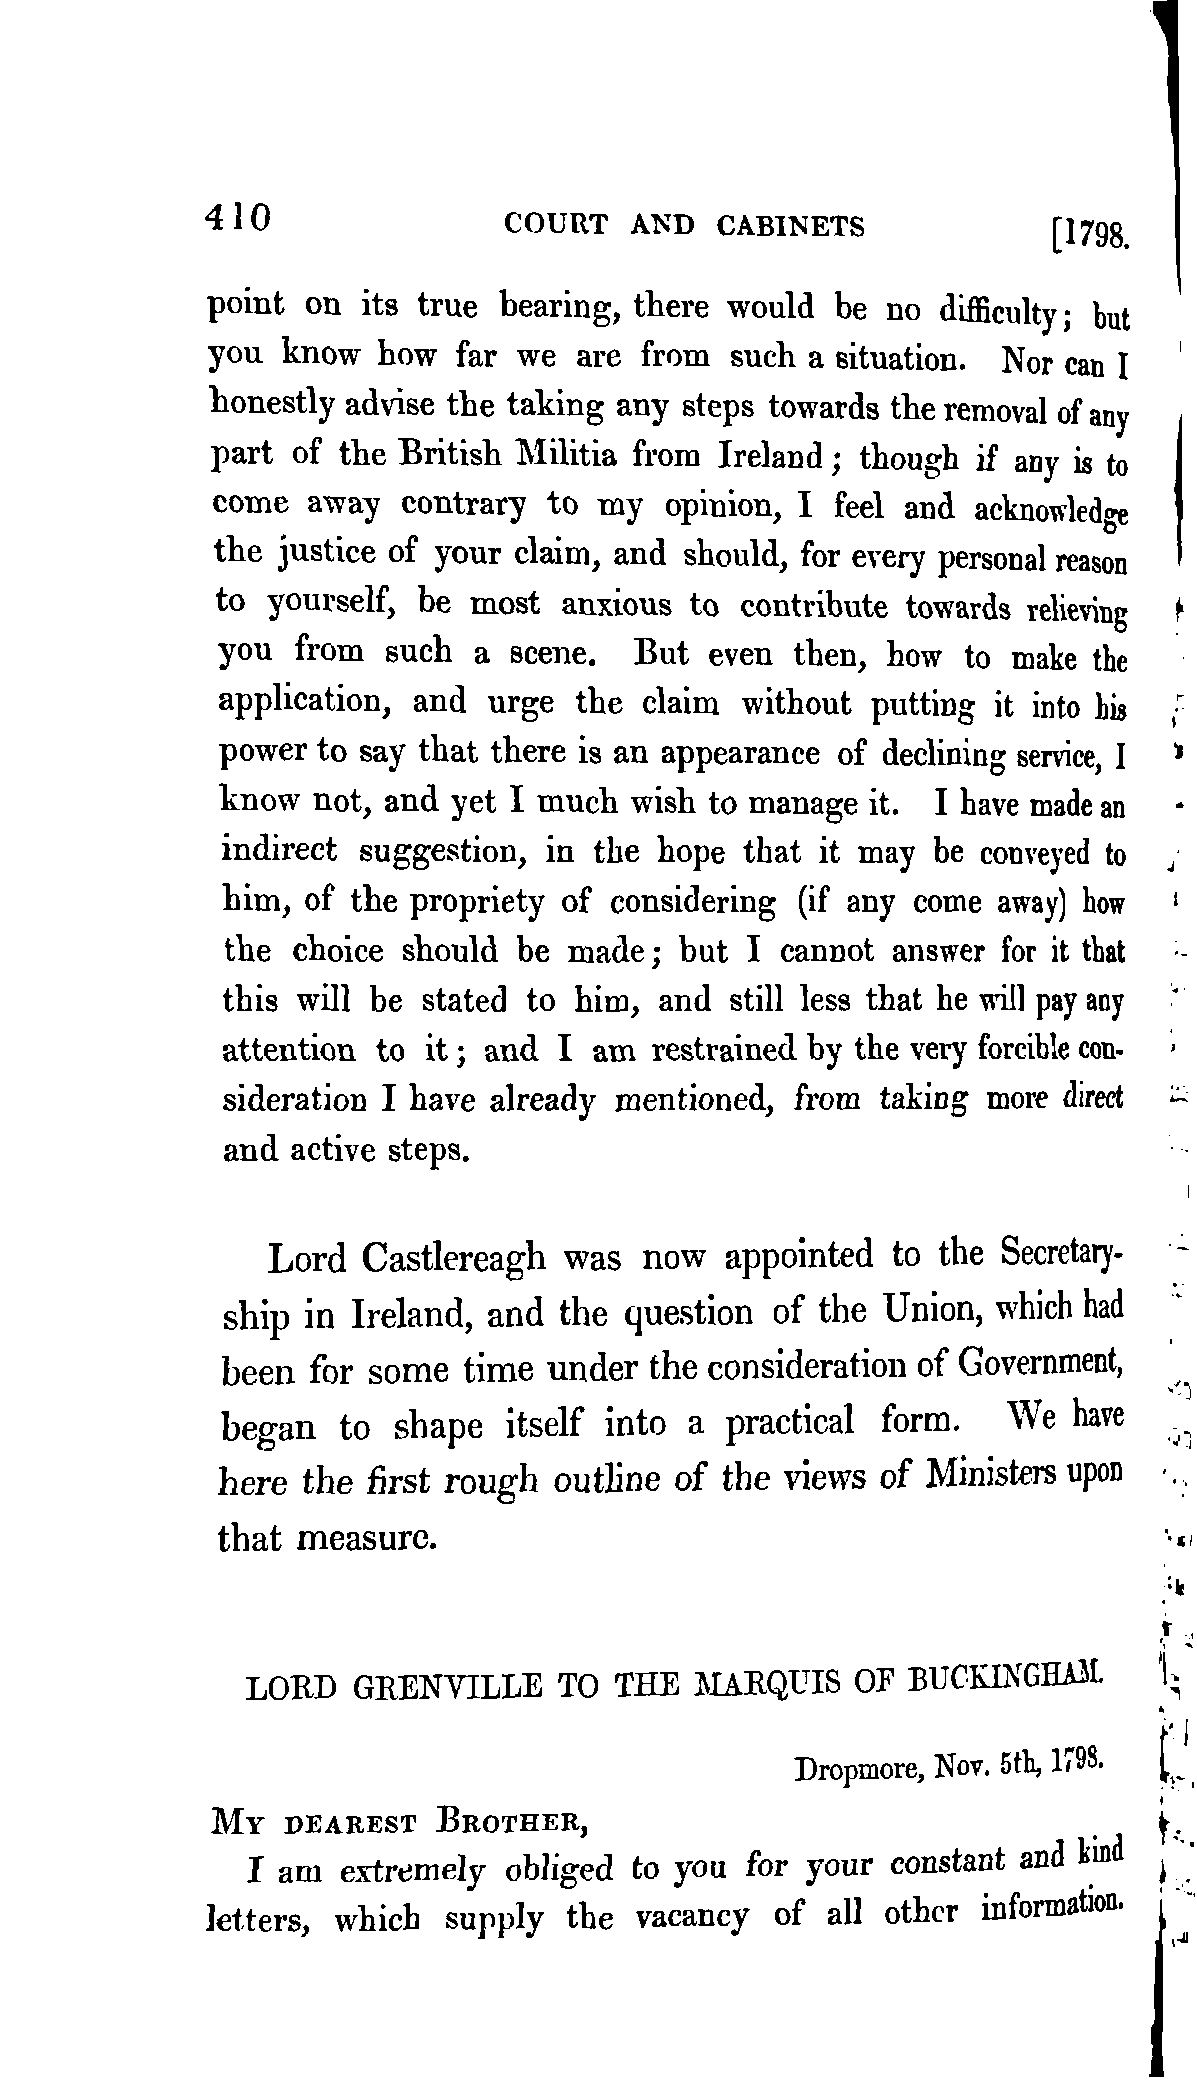 410 COURT AND CABINETS [1798.
point on its true bearing, there would be no difficulty; but
you know how far we are from such a situation. Nor can I
honestly advise the taking any steps towards the removal of any
part of the British Militia from Ireland; though if any is to
come away contrary to my opinion, I feel and acknowledge
the justice of your claim, and should, for every personal reason
to yourself, be most anxious to contribute towards relieving
you from such a scene. But even then, how to make the
application, and urge the claim without putting it into his
power to say that there is an appearance of declining service, I
know not, and yet I much wish to manage it. I have made an
indirect suggestion, in the hope that it may be conveyed to
him, of the propriety of considering (if any come away) how
the choice should be made; but I cannot answer for it that
this will be stated to him, and still less that he will pay any
attention to it; and I am restrained by the very forcible con-
sideration I have already mentioned, from taking more direct
and active steps.
Lord Castlereagh was now appointed to the Secretary-
ship in Ireland, and the question of the Union, which had
been for some time under the consideration of Government,
began to shape itself into a practical form. We have
here the first rough outline of the views of Ministers upon
that measure.
LORD GRENVILLE TO THE MARQUIS OF BUCKINGHAM.
Dropmore, Nov. 5th, 1798.
MY DEAREST BROTHER,
I am extremely obliged to you for your constant and kind
letters, which supply the vacancy of all other information.